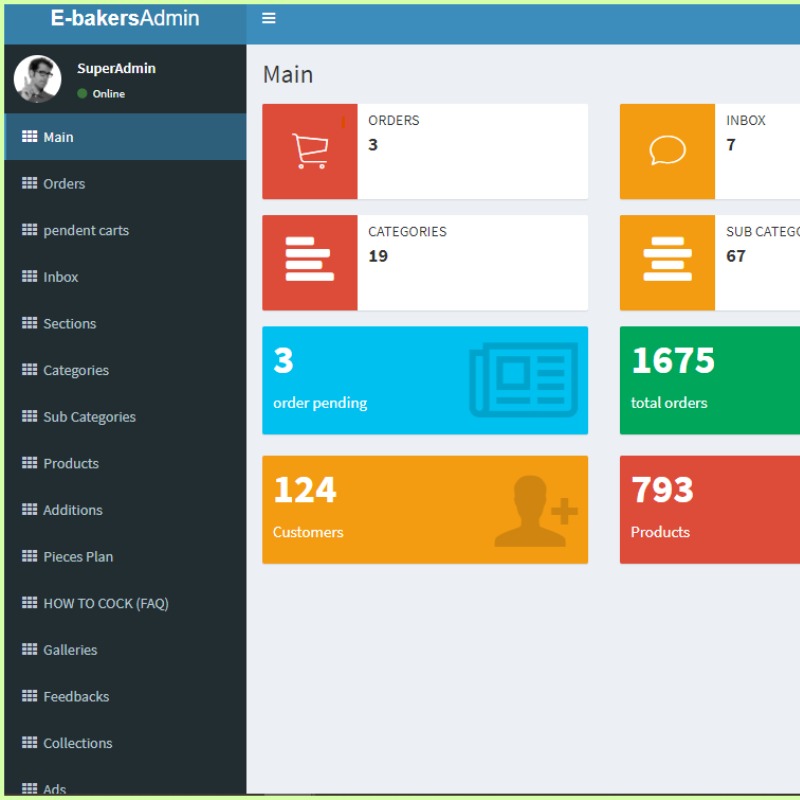 E-bakersAdmin
SuperAdmin
Online
Main
Orders
pendent carts
Inbox
Sections
Categories
Sub Categories
Products
Additions
Pieces Plan
HOW TO COCK (FAQ)
Galleries
Feedbacks
Collections
Ads
Main
ORDERS
3
INBOX
7
CATEGORIES
19
SUB CATEGO
67
3
order pending
1675
total orders
124
Customers
793
Products